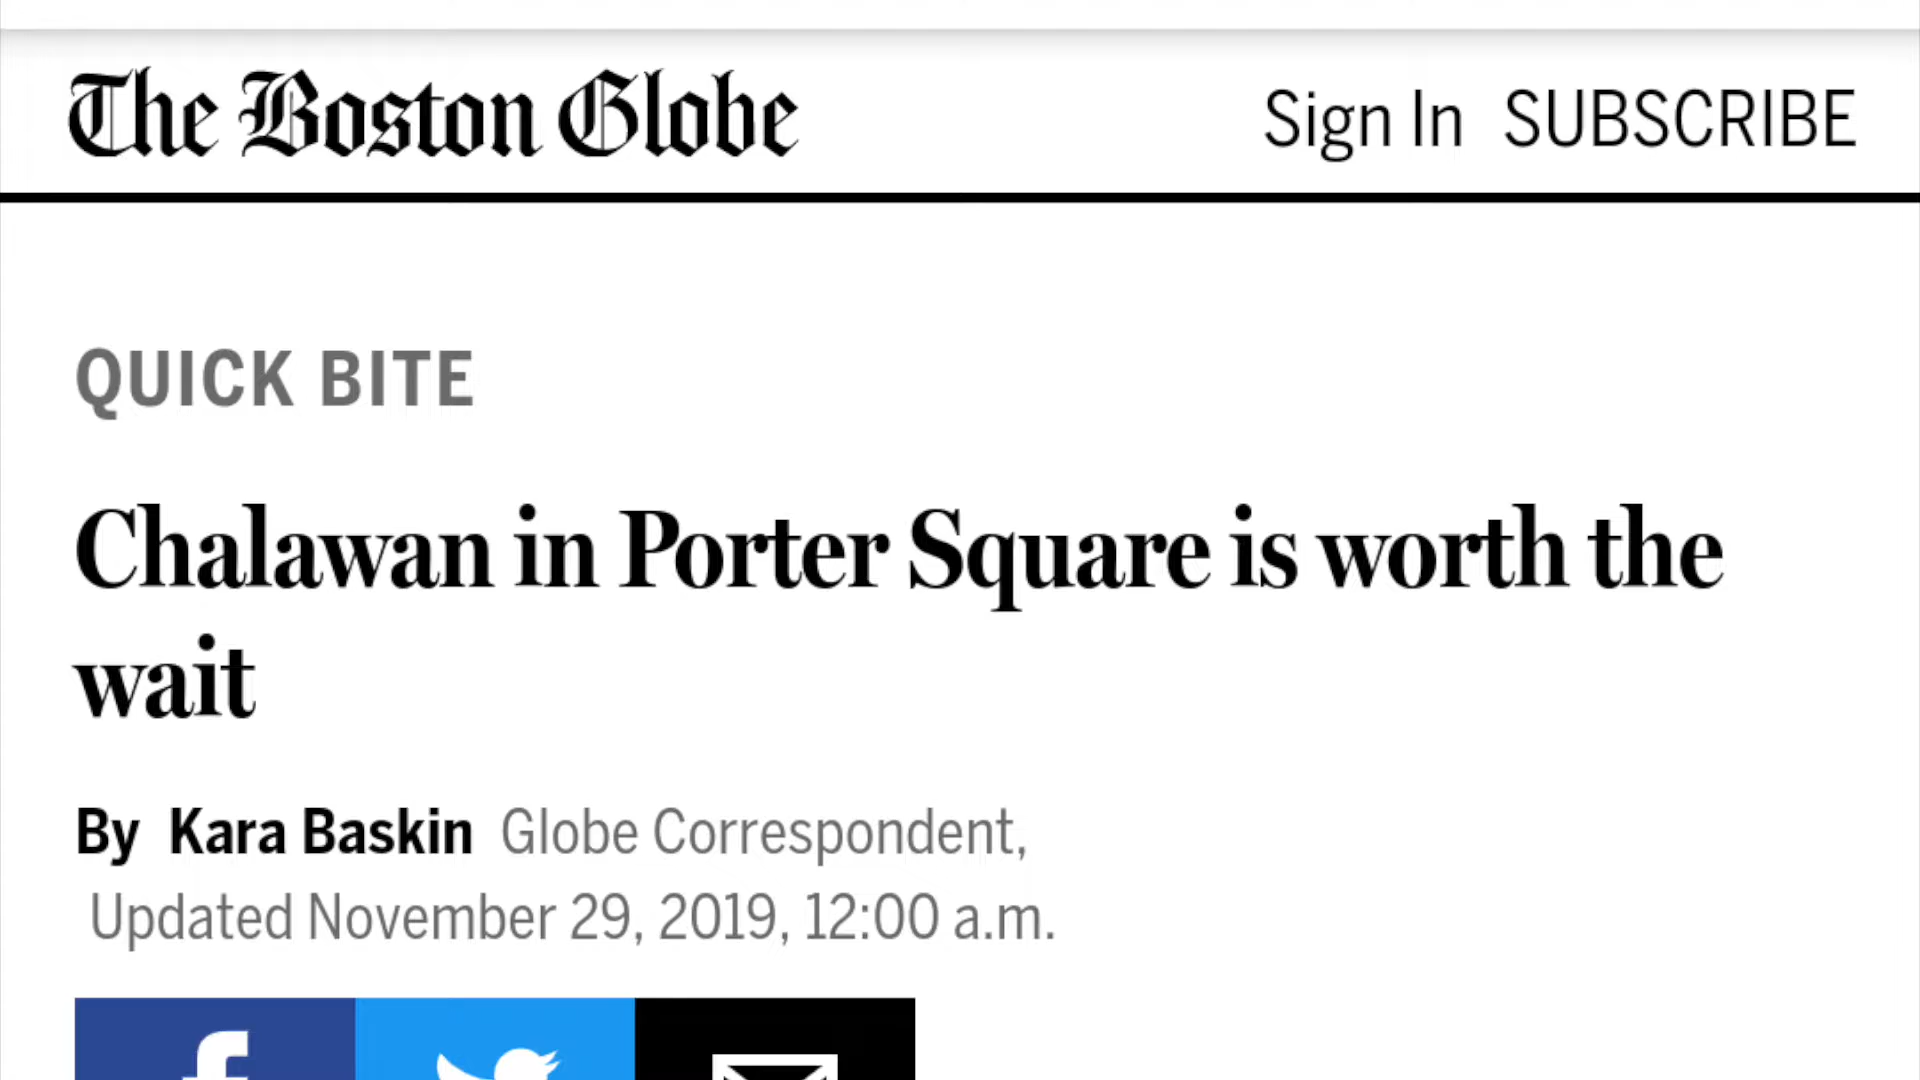 The Boston Globe
Sign In SUBSCRIBE
QUICK BITE
Chalawan in Porter Square is worth the
wait
By Kara Baskin Globe Correspondent,
Updated November 29, 2019, 12:00 a.m.